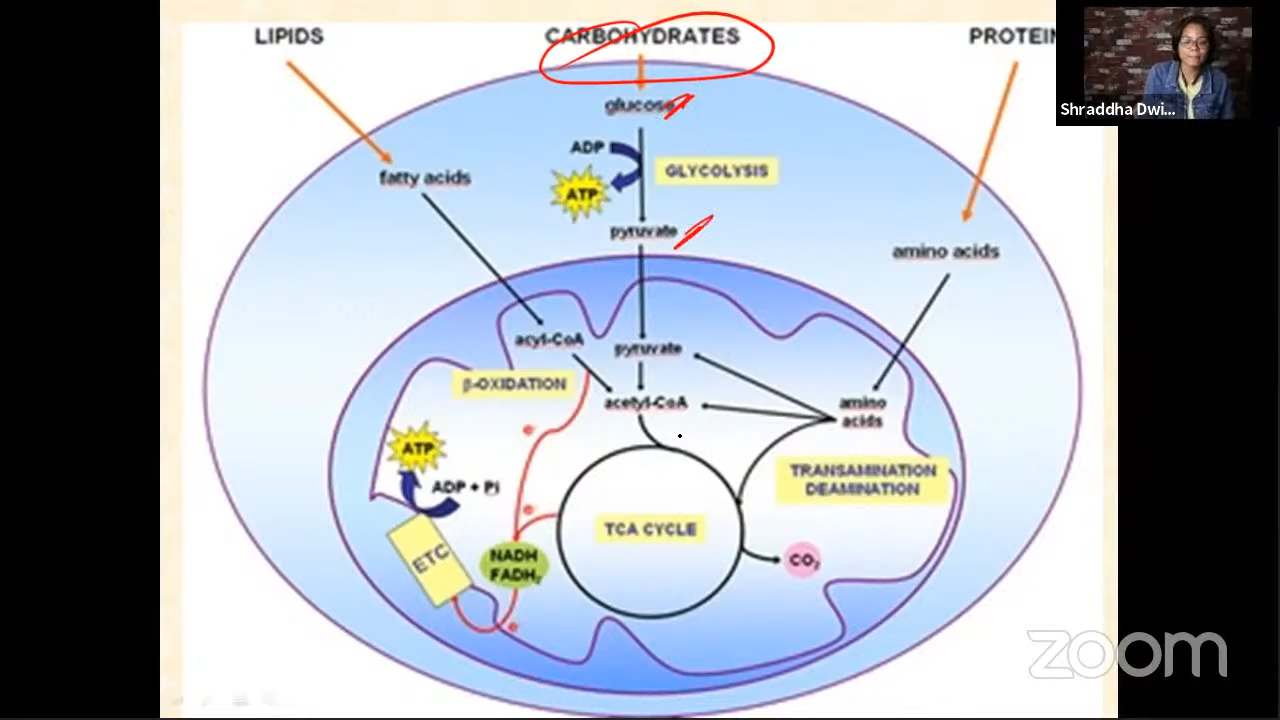 LIPIDS
CARBOHYDRATES
PROTEIN
Shraddha Dwi...
glucose
ADP
GLYCOLYSIS
fatty acids
ATP
pyruvate
amino acids
acyl-CoA
pyruvate
β-OXIDATION
acetyl-CoA
amino
acids
e-
ATP
TRANSAMINATION
DEAMINATION
ADP + Pi
e-
TCA CYCLE
ETC
NADH
FADH₂
CO₂
e-
zoom